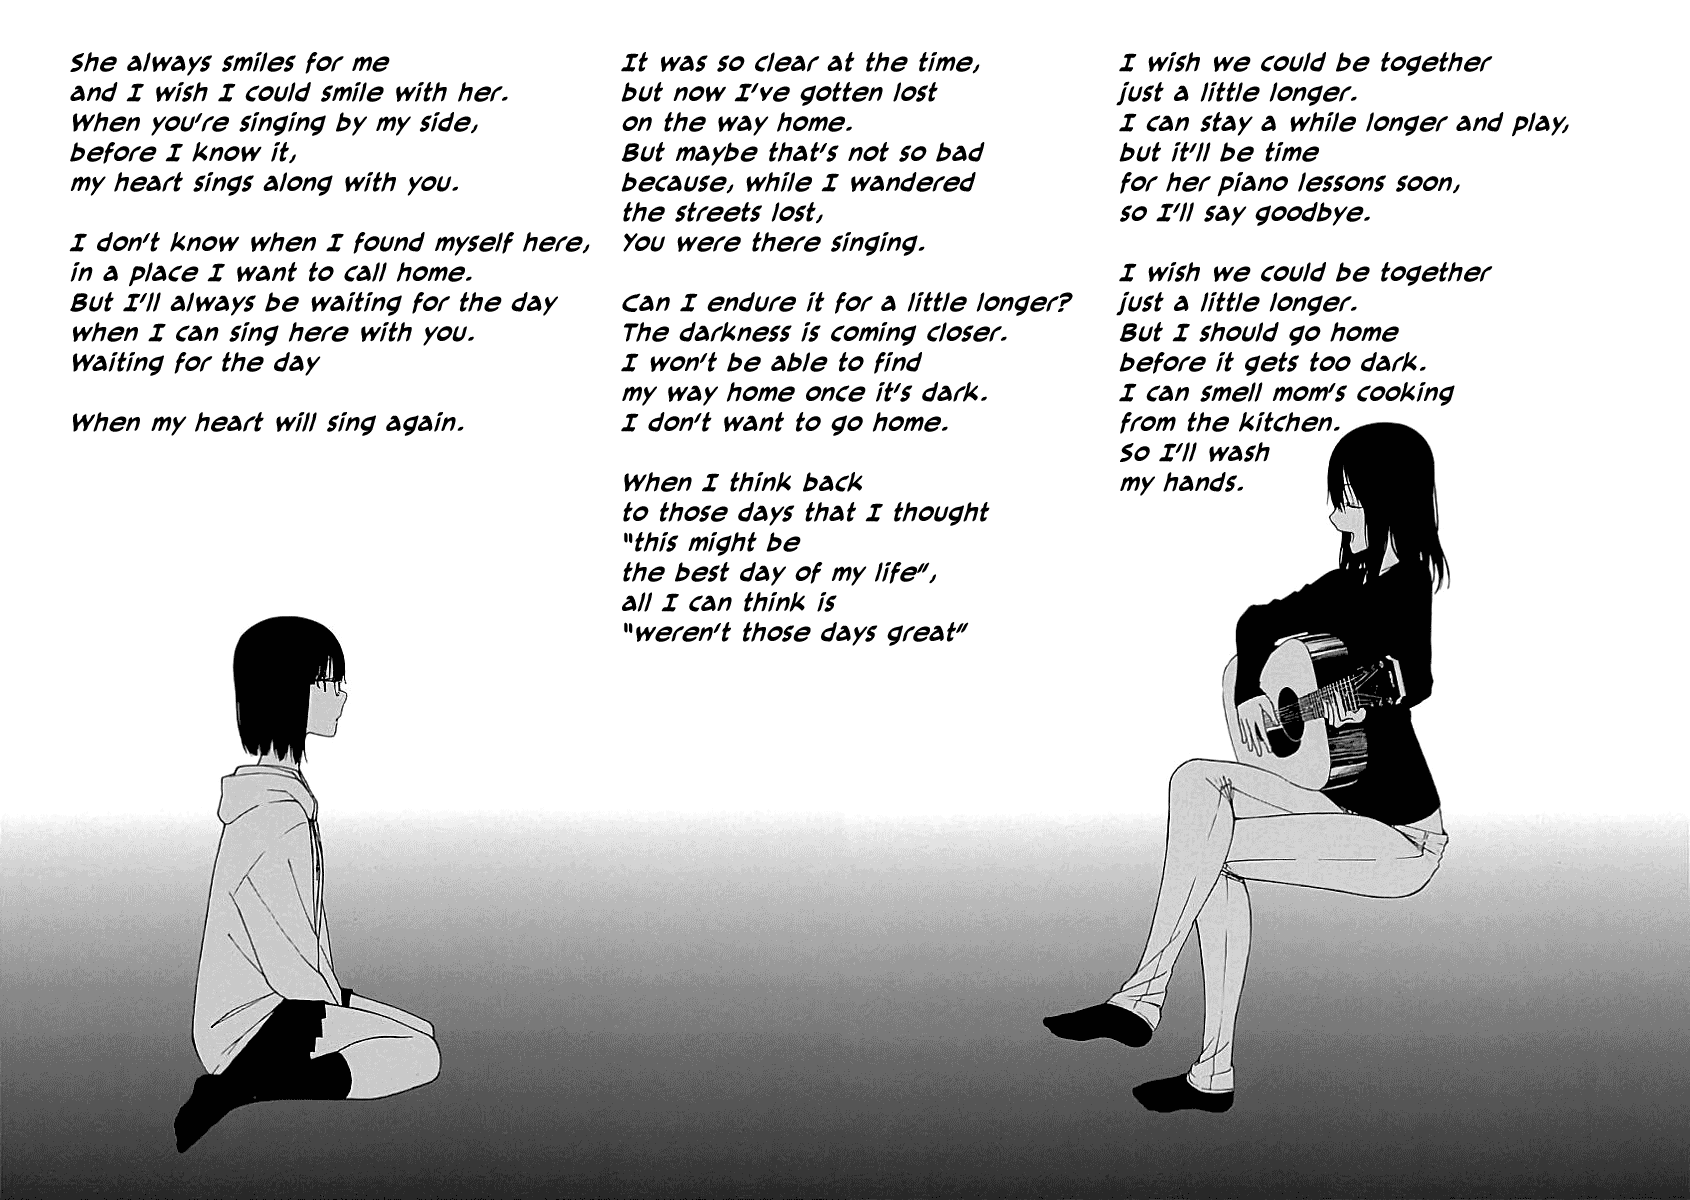 I wish we could be together
just a little longer.
I can stay a while longer and play,
but it'll be time
for her piano lessons soon,
so I'll say goodbye.
I wish we could be together
just a little longer.
But I should go home
before it gets too dark.
I can smell mom's cooking
from the kitchen.
So I'll wash
my hands.
It was so clear at the time,
but now I've gotten lost
on the way home.
But maybe that's not so bad
because, while I wandered
the streets lost,
You were there singing.
Can I endure it for a little longer?
The darkness is coming closer.
I won't be able to find
my way home once it's dark.
I don't want to go home.
When I think back
to those days that I thought
"this might be
the best day of my life",
all I can think is
"weren't those days great"
She always smiles for me
and I wish I could smile with her.
When you're singing by my side,
before I know it,
my heart sings along with you.
I don't know when I found myself here,
in a place I want to call home.
But I'll always be waiting for the day
when I can sing here with you.
Waiting for the day
When my heart will sing again.